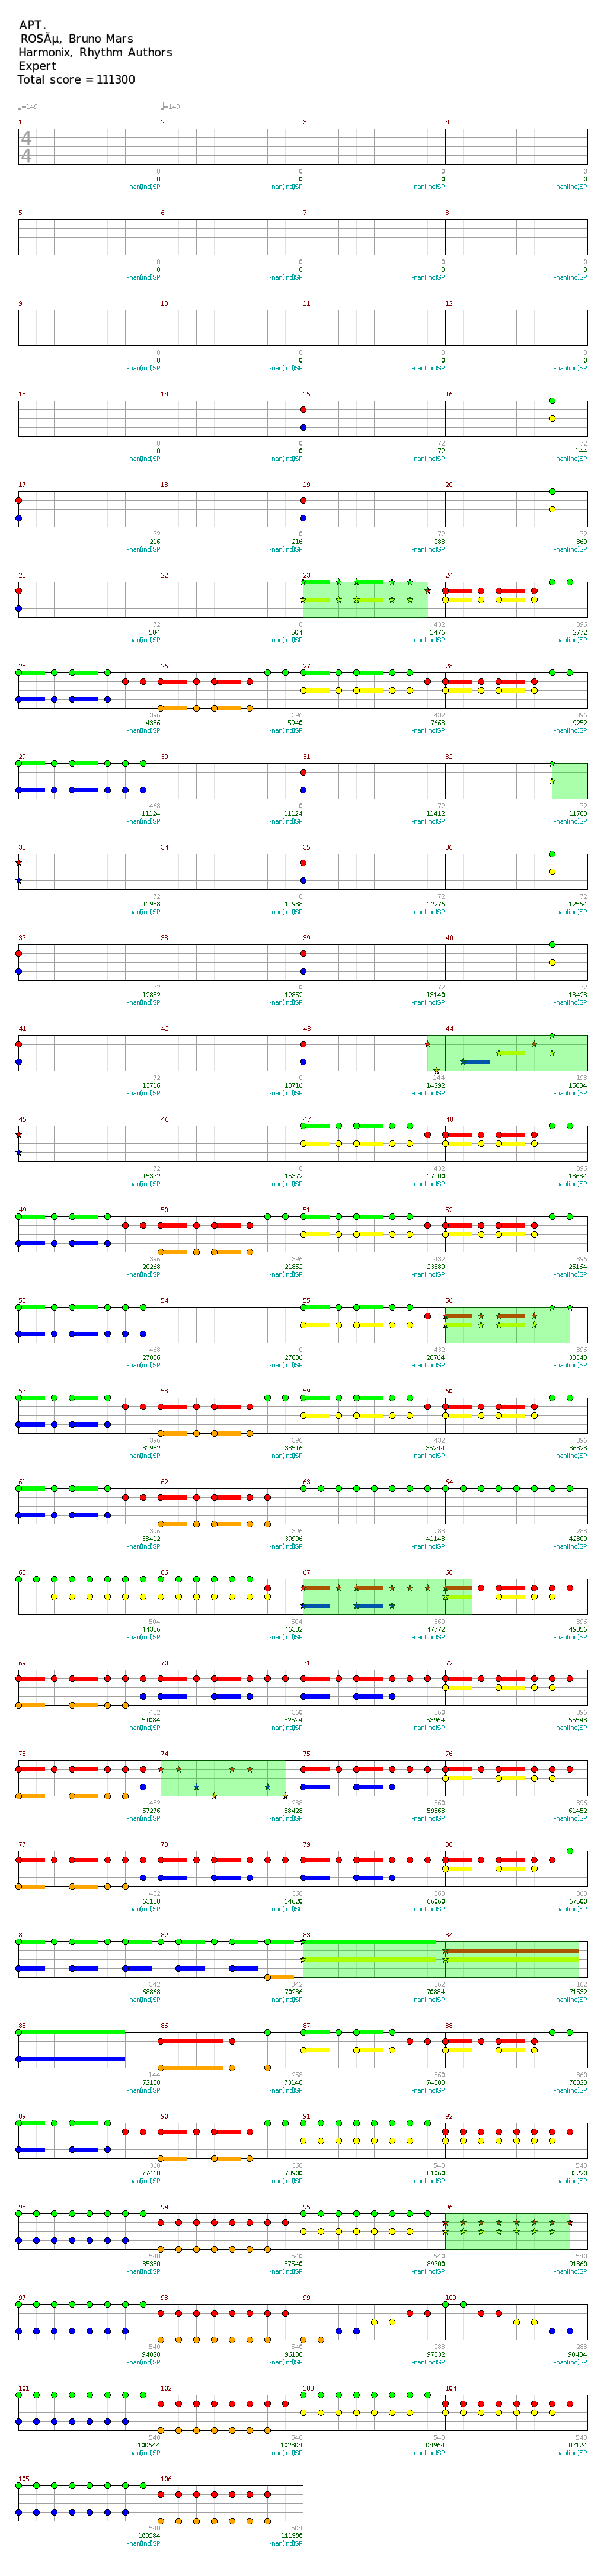 APT.
ROSÃµ, Bruno Mars
Harmonix, Rhythm Authors
Expert
Total score = 111300
♩=149 ♩=149
1 2 3 4
4
4
0 0 0 0
0 0 0 0
-nan(ind)SP -nan(ind)SP -nan(ind)SP -nan(ind)SP
5 6 7 8
0 0 0 0
0 0 0 0
-nan(ind)SP -nan(ind)SP -nan(ind)SP -nan(ind)SP
9 10 11 12
0 0 0 0
0 0 0 0
-nan(ind)SP -nan(ind)SP -nan(ind)SP -nan(ind)SP
13 14 15 16
0 0 72 72
0 0 72 144
-nan(ind)SP -nan(ind)SP -nan(ind)SP -nan(ind)SP
17 18 19 20
72 0 72 72
216 216 288 360
-nan(ind)SP -nan(ind)SP -nan(ind)SP -nan(ind)SP
21 22 23 24
72 0 432 396
504 504 1476 2772
-nan(ind)SP -nan(ind)SP -nan(ind)SP -nan(ind)SP
25 26 27 28
396 396 432 396
4356 5940 7668 9252
-nan(ind)SP -nan(ind)SP -nan(ind)SP -nan(ind)SP
29 30 31 32
468 0 72 72
11124 11124 11412 11700
-nan(ind)SP -nan(ind)SP -nan(ind)SP -nan(ind)SP
33 34 35 36
72 0 72 72
11988 11988 12276 12564
-nan(ind)SP -nan(ind)SP -nan(ind)SP -nan(ind)SP
37 38 39 40
72 0 72 72
12852 12852 13140 13428
-nan(ind)SP -nan(ind)SP -nan(ind)SP -nan(ind)SP
41 42 43 44
72 0 144 198
13716 13716 14292 15084
-nan(ind)SP -nan(ind)SP -nan(ind)SP -nan(ind)SP
45 46 47 48
72 0 432 396
15372 15372 17100 18684
-nan(ind)SP -nan(ind)SP -nan(ind)SP -nan(ind)SP
49 50 51 52
396 396 432 396
20268 21852 23580 25164
-nan(ind)SP -nan(ind)SP -nan(ind)SP -nan(ind)SP
53 54 55 56
468 0 432 396
27036 27036 28764 30348
-nan(ind)SP -nan(ind)SP -nan(ind)SP -nan(ind)SP
57 58 59 60
396 396 432 396
31932 33516 35244 36828
-nan(ind)SP -nan(ind)SP -nan(ind)SP -nan(ind)SP
61 62 63 64
396 396 288 288
38412 39996 41148 42300
-nan(ind)SP -nan(ind)SP -nan(ind)SP -nan(ind)SP
65 66 67 68
504 504 360 396
44316 46332 47772 49356
-nan(ind)SP -nan(ind)SP -nan(ind)SP -nan(ind)SP
69 70 71 72
432 360 360 396
51084 52524 53964 55548
-nan(ind)SP -nan(ind)SP -nan(ind)SP -nan(ind)SP
73 74 75 76
432 288 360 396
57276 58428 59868 61452
-nan(ind)SP -nan(ind)SP -nan(ind)SP -nan(ind)SP
77 78 79 80
432 360 360 360
63180 64620 66060 67500
-nan(ind)SP -nan(ind)SP -nan(ind)SP -nan(ind)SP
81 82 83 84
342 342 162 162
68868 70236 70884 71532
-nan(ind)SP -nan(ind)SP -nan(ind)SP -nan(ind)SP
85 86 87 88
144 258 360 360
72108 73140 74580 76020
-nan(ind)SP -nan(ind)SP -nan(ind)SP -nan(ind)SP
89 90 91 92
360 360 540 540
77460 78900 81060 83220
-nan(ind)SP -nan(ind)SP -nan(ind)SP -nan(ind)SP
93 94 95 96
540 540 540 540
85380 87540 89700 91860
-nan(ind)SP -nan(ind)SP -nan(ind)SP -nan(ind)SP
97 98 99 100
540 540 288 288
94020 96180 97332 98484
-nan(ind)SP -nan(ind)SP -nan(ind)SP -nan(ind)SP
101 102 103 104
540 540 540 540
100644 102804 104964 107124
-nan(ind)SP -nan(ind)SP -nan(ind)SP -nan(ind)SP
105 106
540 504
109284 111300
-nan(ind)SP -nan(ind)SP